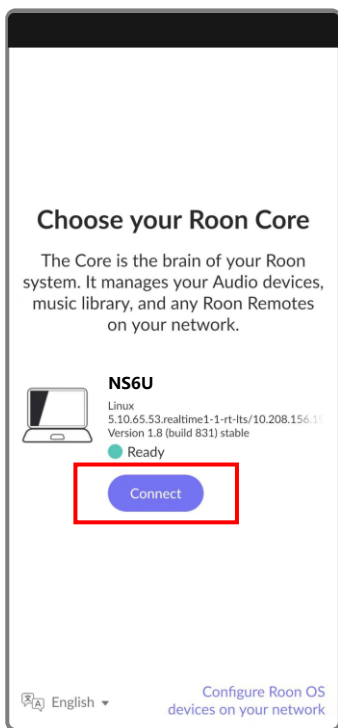 Choose your Roon Core
The Core is the brain of your Roon
system. It manages your Audio devices,
music library, and any Roon Remotes
on your network.
NS6U
Linux
5.10.65.53.realtime1-1-rt-lts/10.208.156.1
Version 1.8 (build 831) stable
Ready
Connect
English
Configure Roon OS
devices on your network